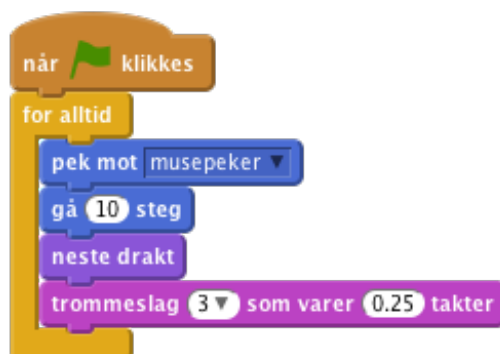 når klikkes
for alltid
pek mot musepeker
gå 10 steg
neste drakt
trommeslag 3 som varer 0.25 takter